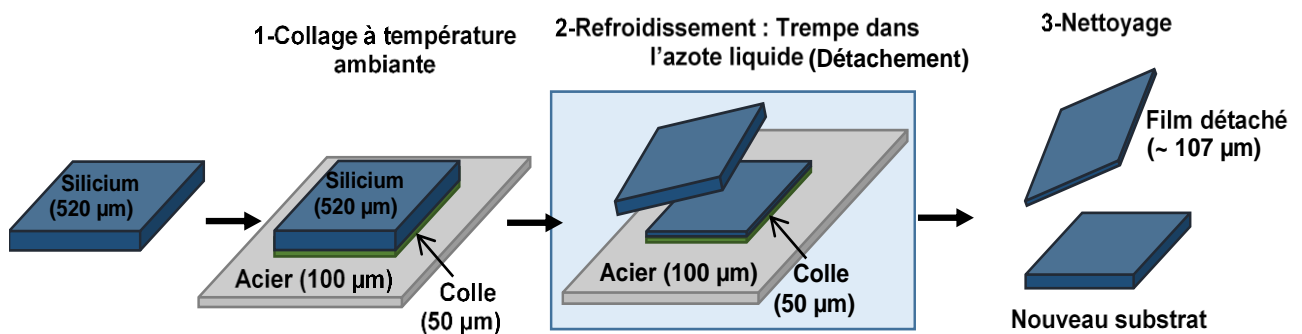 1-Collage à température
ambiante
2-Refroidissement : Trempe dans
l'azote liquide (Détachement)
3-Nettoyage
Silicium
(520 µm)
Silicium
(520 µm)
Acier (100 µm)
Colle
(50 µm)
Acier (100 µm)
Colle
(50 µm)
Film détaché
(~ 107 µm)
Nouveau substrat